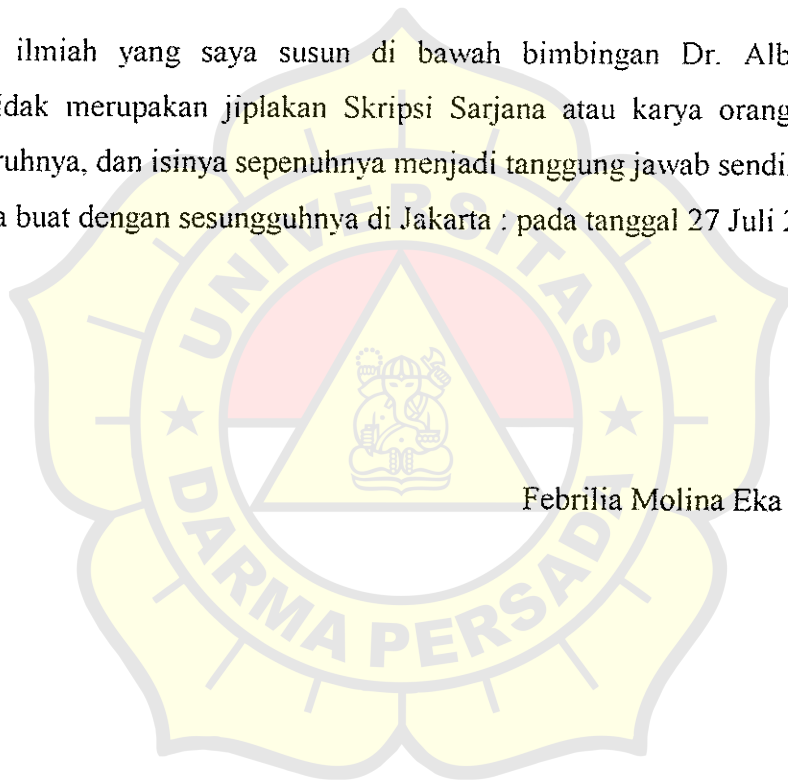 ilmiah yang saya susun di bawah bimbingan Dr. Alb
idak merupakan jiplakan Skripsi Sarjana atau karya orang
ruhnya, dan isinya sepenuhnya menjadi tanggung jawab sendi
a buat dengan sesungguhnya di Jakarta : pada tanggal 27 Juli 2
UNIVERSITAS
Febrilia Molina Eka
DARMA PERSADA